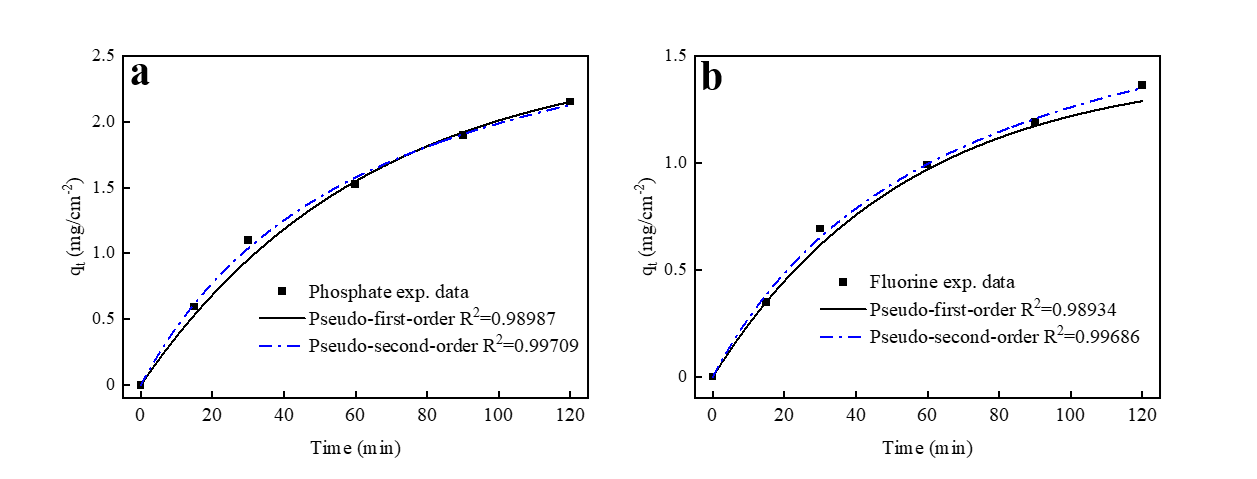 a
2.5
2.0
1.5
1.0
0.5
0
q_t (mg/cm^-2)
Phosphate exp. data
Pseudo-first-order R^2=0.98987
Pseudo-second-order R^2=0.99709
0 20 40 60 80 100 120
Time (min)
b
1.5
1.0
0.5
0
q_t (mg/cm^-2)
Fluorine exp. data
Pseudo-first-order R^2=0.98934
Pseudo-second-order R^2=0.99686
0 20 40 60 80 100 120
Time (min)